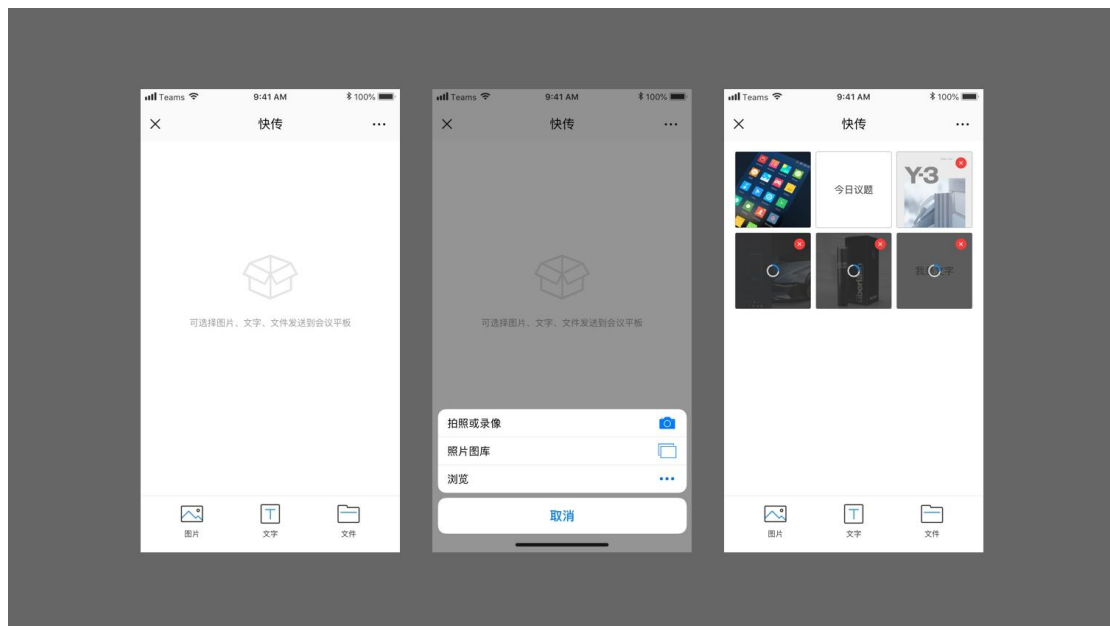 Teams 9:41 AM 100%
快传
可选择图片、文字、文件发送到会议平板
图片 文字 文件
Teams 9:41 AM 100%
快传
可选择图片、文字、文件发送到会议平板
拍照或录像
照片图库
浏览
取消
Teams 9:41 AM 100%
快传
今日议题
Y-3
图片 文字 文件